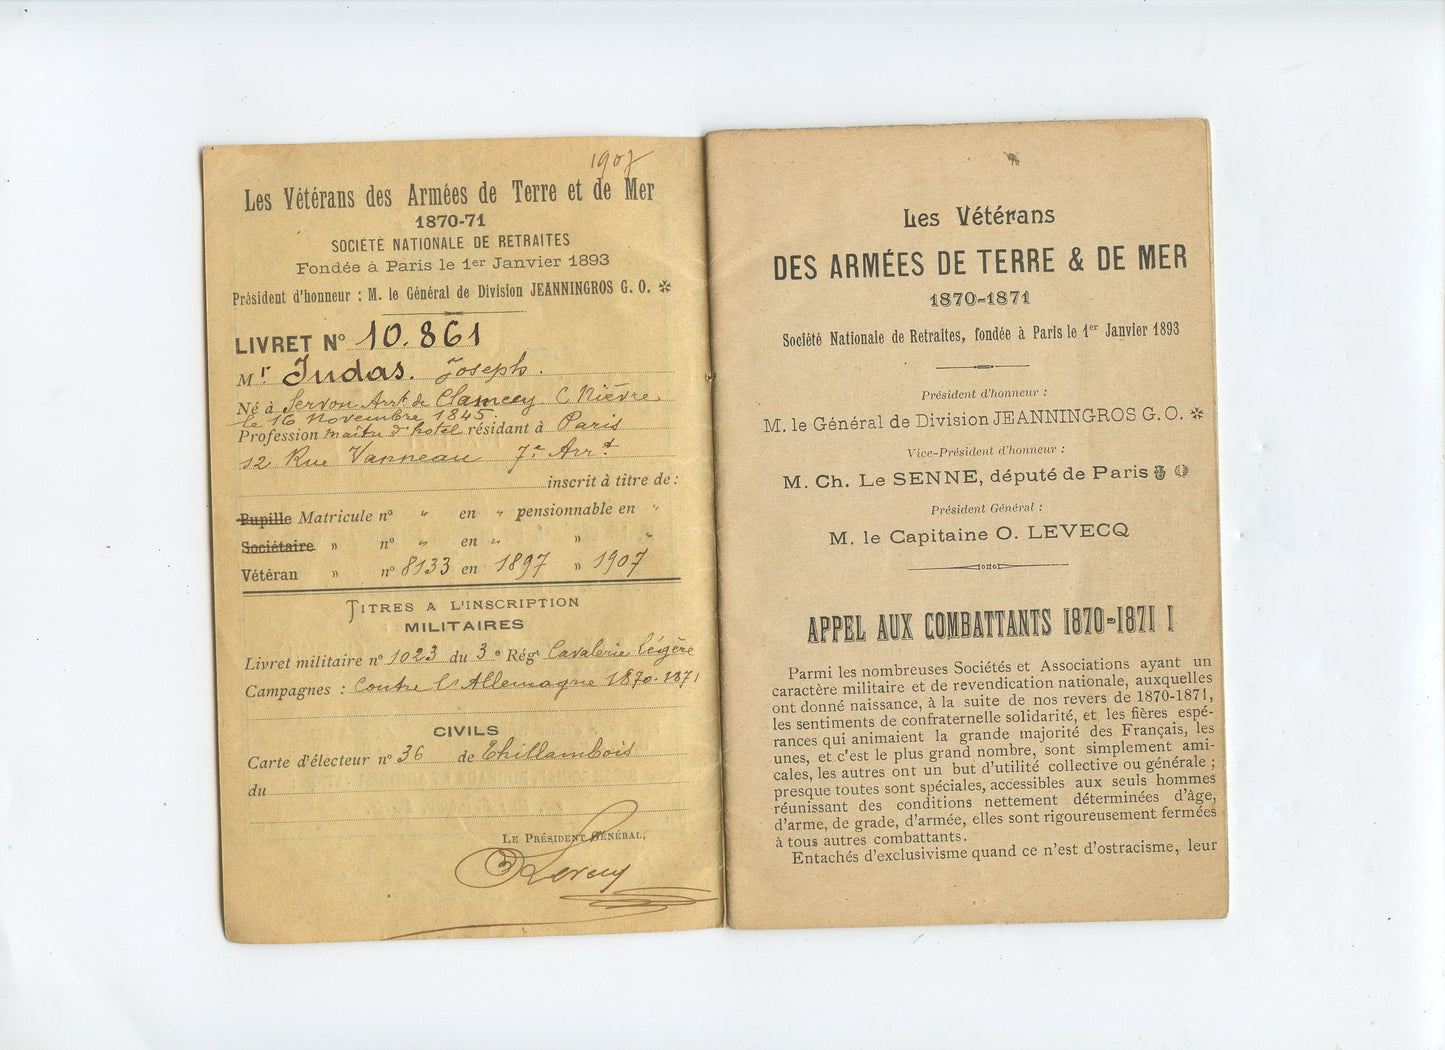 1907
Les Vétérans des Armées de Terre et de Mer
1870-71
SOCIÉTÉ NATIONALE DE RETRAITES
Fondée à Paris le 1er Janvier 1893
Président d'honneur : M. le Général de Division JEANNINGROS G. O. ✲
LIVRET N° 10.861
Mr Judas. Joseph.
Né à Servon Arrt de Clamecy C Nièvre
le 16 Novembre 1845.
Profession maître d'hotel résidant à Paris
12 Rue Vanneau 7e Arrt
inscrit à titre de :
Pupille Matricule n° " en " pensionnable en "
Sociétaire » n° " en " » "
Vétéran » n° 8133 en 1897 » 1907
TITRES A L'INSCRIPTION
MILITAIRES
Livret militaire n° 1023 du 3e Régt Cavalerie légère
Campagnes : Contre l'Allemagne 1870-1871
CIVILS
Carte d'électeur n° 36 de
du
LE PRÉSIDENT GÉNÉRAL,
O Levecq
Les Vétérans
DES ARMÉES DE TERRE & DE MER
1870-1871
Société Nationale de Retraites, fondée à Paris le 1er Janvier 1893
Président d'honneur :
M. le Général de Division JEANNINGROS G. O. ✲
Vice-Président d'honneur :
M. Ch. Le SENNE, député de Paris
Président Général :
M. le Capitaine O. LEVECQ
APPEL AUX COMBATTANTS 1870-1871 !
Parmi les nombreuses Sociétés et Associations ayant un
caractère militaire et de revendication nationale, auxquelles
ont donné naissance, à la suite de nos revers de 1870-1871,
les sentiments de confraternelle solidarité, et les fières espé-
rances qui animaient la grande majorité des Français, les
unes, et c'est le plus grand nombre, sont simplement ami-
cales, les autres ont un but d'utilité collective ou générale ;
presque toutes sont spéciales, accessibles aux seuls hommes
réunissant des conditions nettement déterminées d'âge,
d'arme, de grade, d'armée, elles sont rigoureusement fermées
à tous autres combattants.
Entachés d'exclusivisme quand ce n'est d'ostracisme, leur